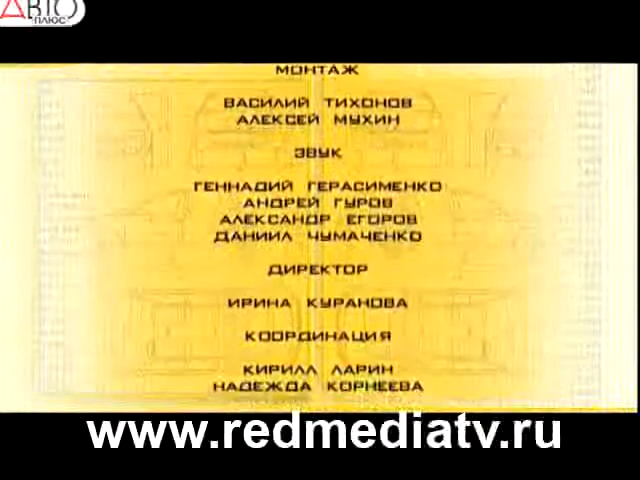 АВТО
ПЛЮС
МОНТАЖ
ВАСИЛИЙ ТИХОНОВ
АЛЕКСЕЙ МУХИН
ЗВУК
ГЕННАДИЙ ГЕРАСИМЕНКО
АНДРЕЙ ГУРОВ
АЛЕКСАНДР ЕГОРОВ
ДАНИИЛ ЧУМАЧЕНКО
ДИРЕКТОР
ИРИНА КУРАНОВА
КООРДИНАЦИЯ
КИРИЛЛ ЛАРИН
НАДЕЖДА КОРНЕЕВА
www.redmediatv.ru